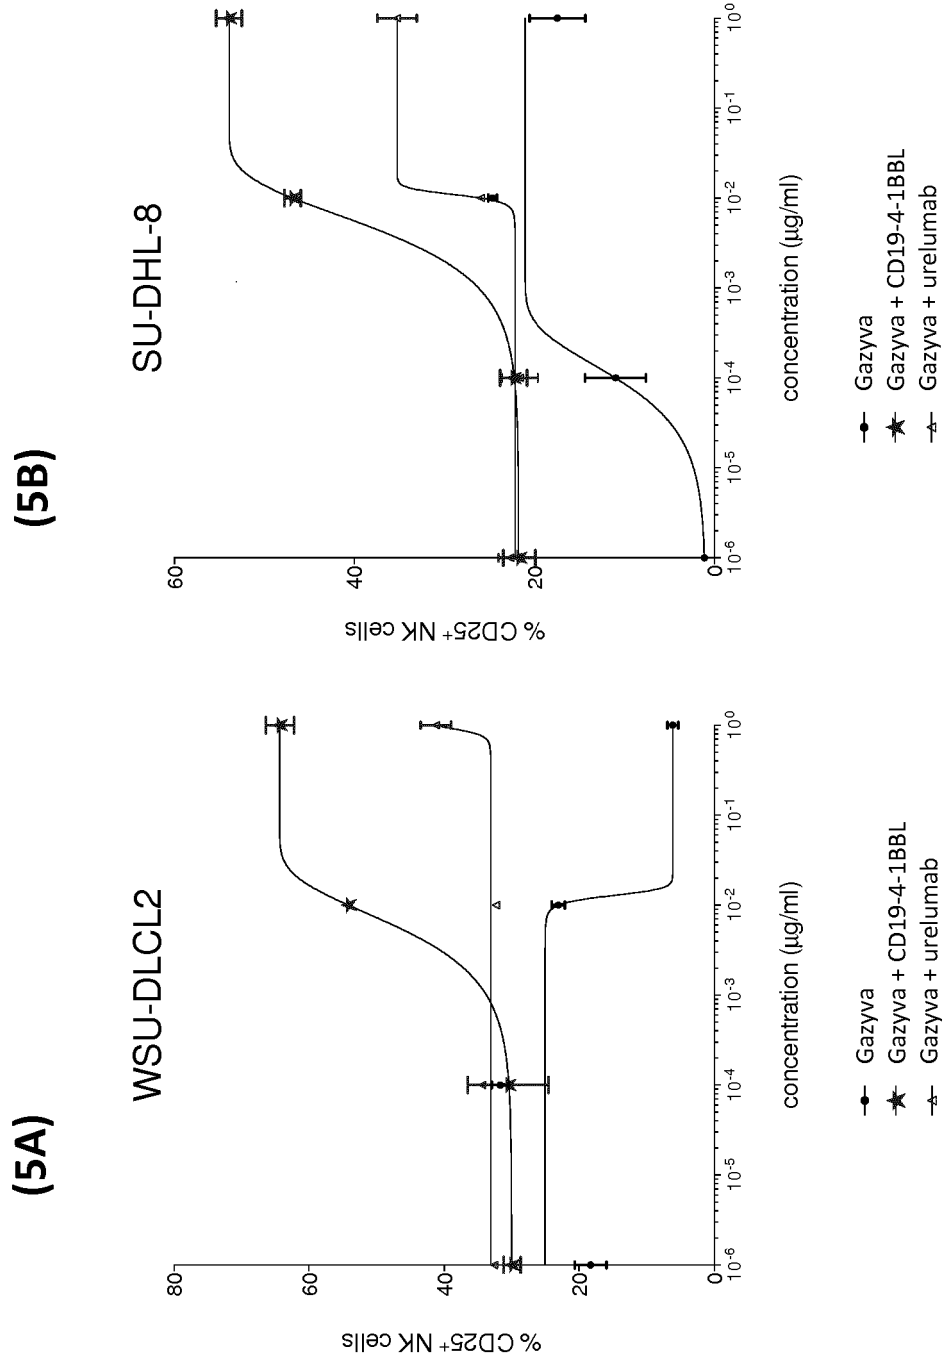 (5A)
WSU-DLCL2
% CD25⁺ NK cells
80
60
40
20
0
10⁻⁶
10⁻⁵
10⁻⁴
10⁻³
10⁻²
10⁻¹
10⁰
concentration (µg/ml)
Gazyva
Gazyva + CD19-4-1BBL
Gazyva + urelumab
(5B)
SU-DHL-8
% CD25⁺ NK cells
60
40
20
0
10⁻⁶
10⁻⁵
10⁻⁴
10⁻³
10⁻²
10⁻¹
10⁰
concentration (µg/ml)
Gazyva
Gazyva + CD19-4-1BBL
Gazyva + urelumab